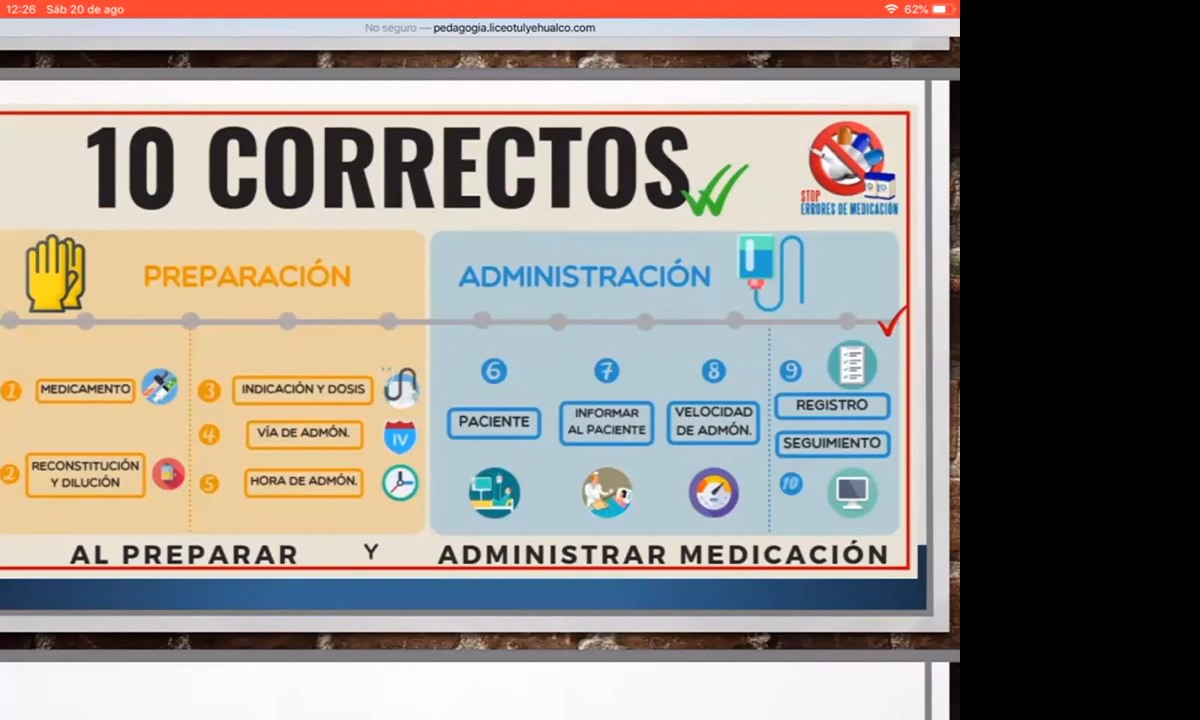 12:26 Sáb 20 de ago
62%
No seguro — pedagogia.liceotulyehualco.com
10 CORRECTOS
STOP
ERRORES DE MEDICACIÓN
PREPARACIÓN
ADMINISTRACIÓN
1 MEDICAMENTO
2 RECONSTITUCIÓN
Y DILUCIÓN
3 INDICACIÓN Y DOSIS
4 VÍA DE ADMÓN.
IV
5 HORA DE ADMÓN.
6
PACIENTE
7
INFORMAR
AL PACIENTE
8
VELOCIDAD
DE ADMÓN.
9
REGISTRO
SEGUIMIENTO
10
AL PREPARAR Y ADMINISTRAR MEDICACIÓN